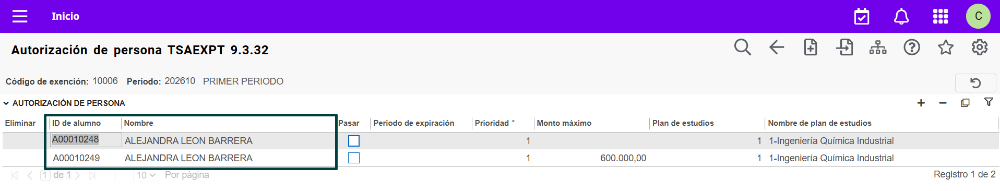 Inicio
C
Autorización de persona TSAEXPT 9.3.32
Código de exención: 10006 Periodo: 202610 PRIMER PERIODO
AUTORIZACIÓN DE PERSONA
Eliminar ID de alumno Nombre Pasar Periodo de expiración Prioridad * Monto máximo Plan de estudios Nombre de plan de estudios
A00010248 ALEJANDRA LEON BARRERA 1 1 1-Ingeniería Química Industrial
A00010249 ALEJANDRA LEON BARRERA 1 600.000,00 1 1-Ingeniería Química Industrial
1 de 1 10 Por página Registro 1 de 2